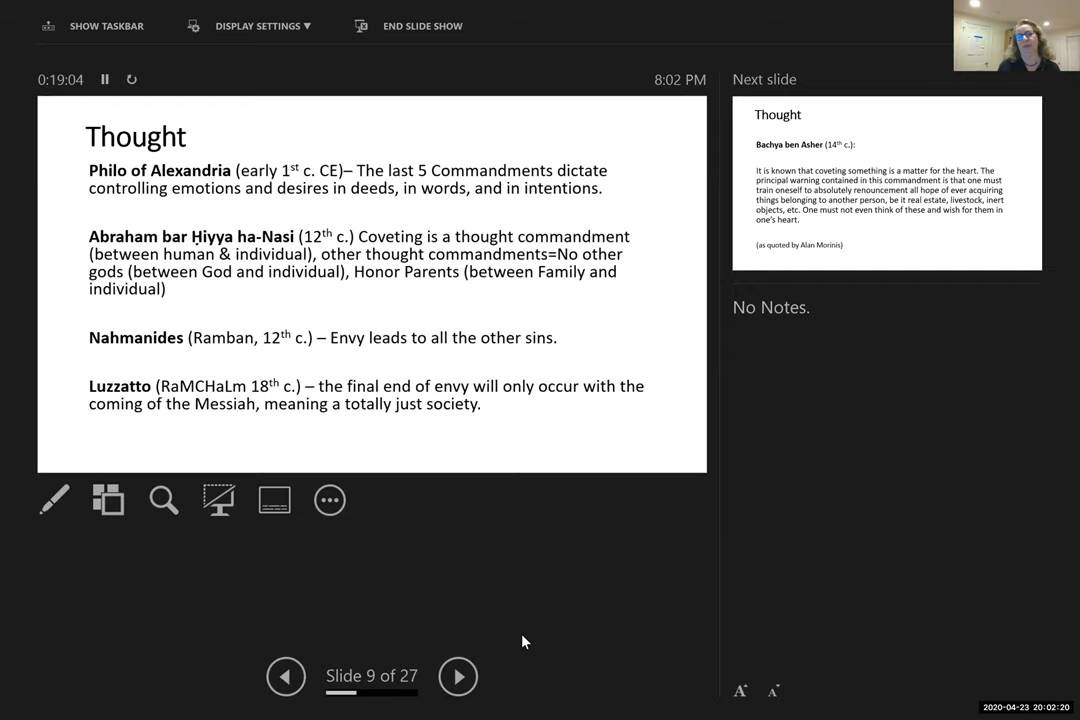 SHOW TASKBAR
DISPLAY SETTINGS ▼
END SLIDE SHOW
0:19:04
8:02 PM
Thought
Philo of Alexandria (early 1st c. CE)– The last 5 Commandments dictate
controlling emotions and desires in deeds, in words, and in intentions.
Abraham bar Ḥiyya ha-Nasi (12th c.) Coveting is a thought commandment
(between human & individual), other thought commandments=No other
gods (between God and individual), Honor Parents (between Family and
individual)
Nahmanides (Ramban, 12th c.) – Envy leads to all the other sins.
Luzzatto (RaMCHaLm 18th c.) – the final end of envy will only occur with the
coming of the Messiah, meaning a totally just society.
Next slide
Thought
Bachya ben Asher (14th c.):
It is known that coveting something is a matter for the heart. The
principal warning contained in this commandment is that one must
train oneself to absolutely renouncement all hope of ever acquiring
things belonging to another person, be it real estate, livestock, inert
objects, etc. One must not even think of these and wish for them in
one's heart.
(as quoted by Alan Morinis)
No Notes.
Slide 9 of 27
A A
2020-04-23 20:02:20